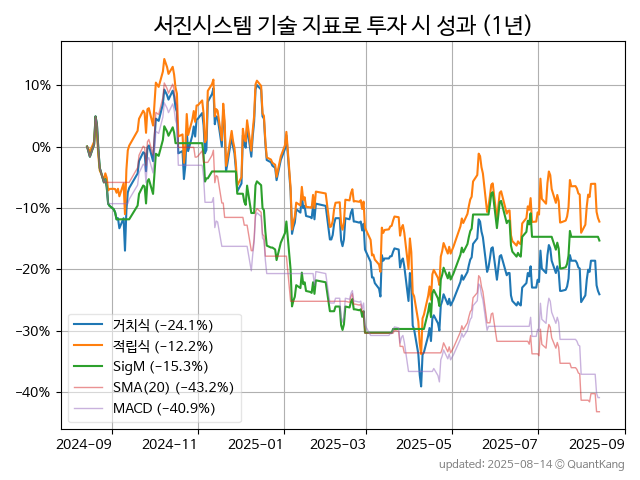 서진시스템 기술 지표로 투자 시 성과 (1년)
10%
0%
−10%
−20%
−30%
−40%
거치식 (−24.1%)
적립식 (−12.2%)
SigM (−15.3%)
SMA(20) (−43.2%)
MACD (−40.9%)
2024-09 2024-11 2025-01 2025-03 2025-05 2025-07 2025-09
updated: 2025-08-14 © QuantKang